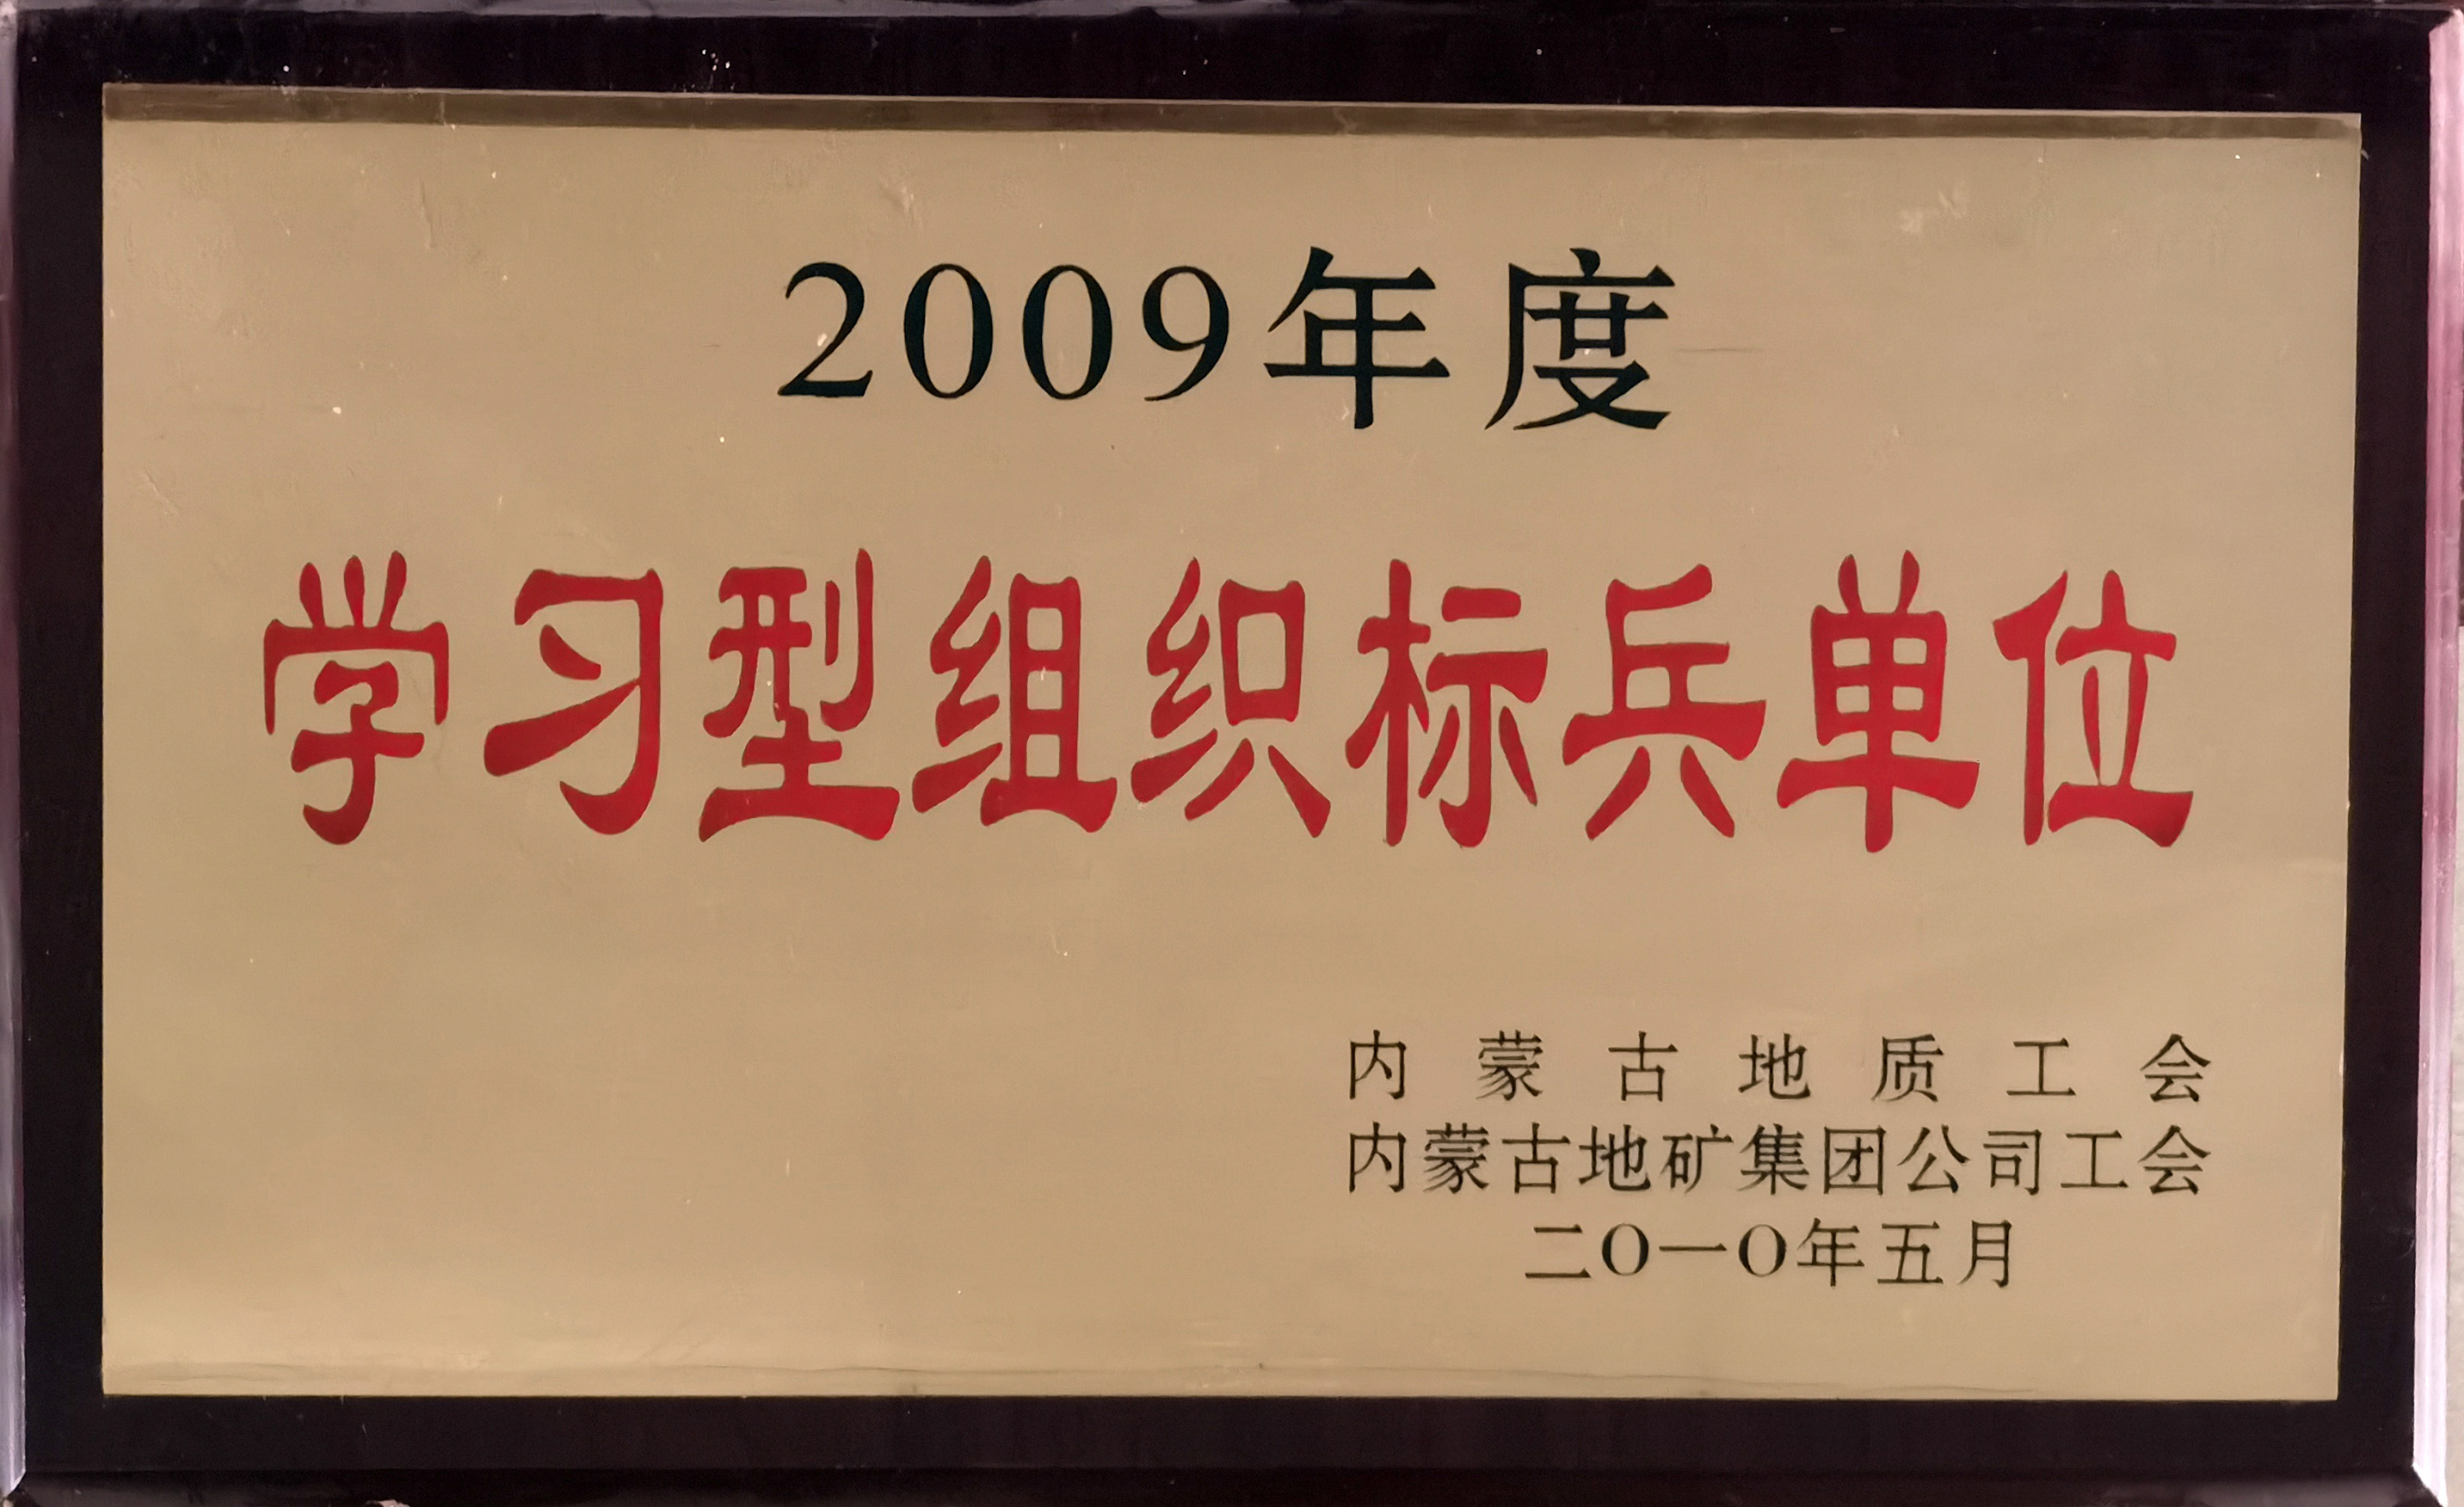 2009年度
学习型组织标兵单位
内蒙古地质工会
内蒙古地矿集团公司工会
二〇一〇年五月